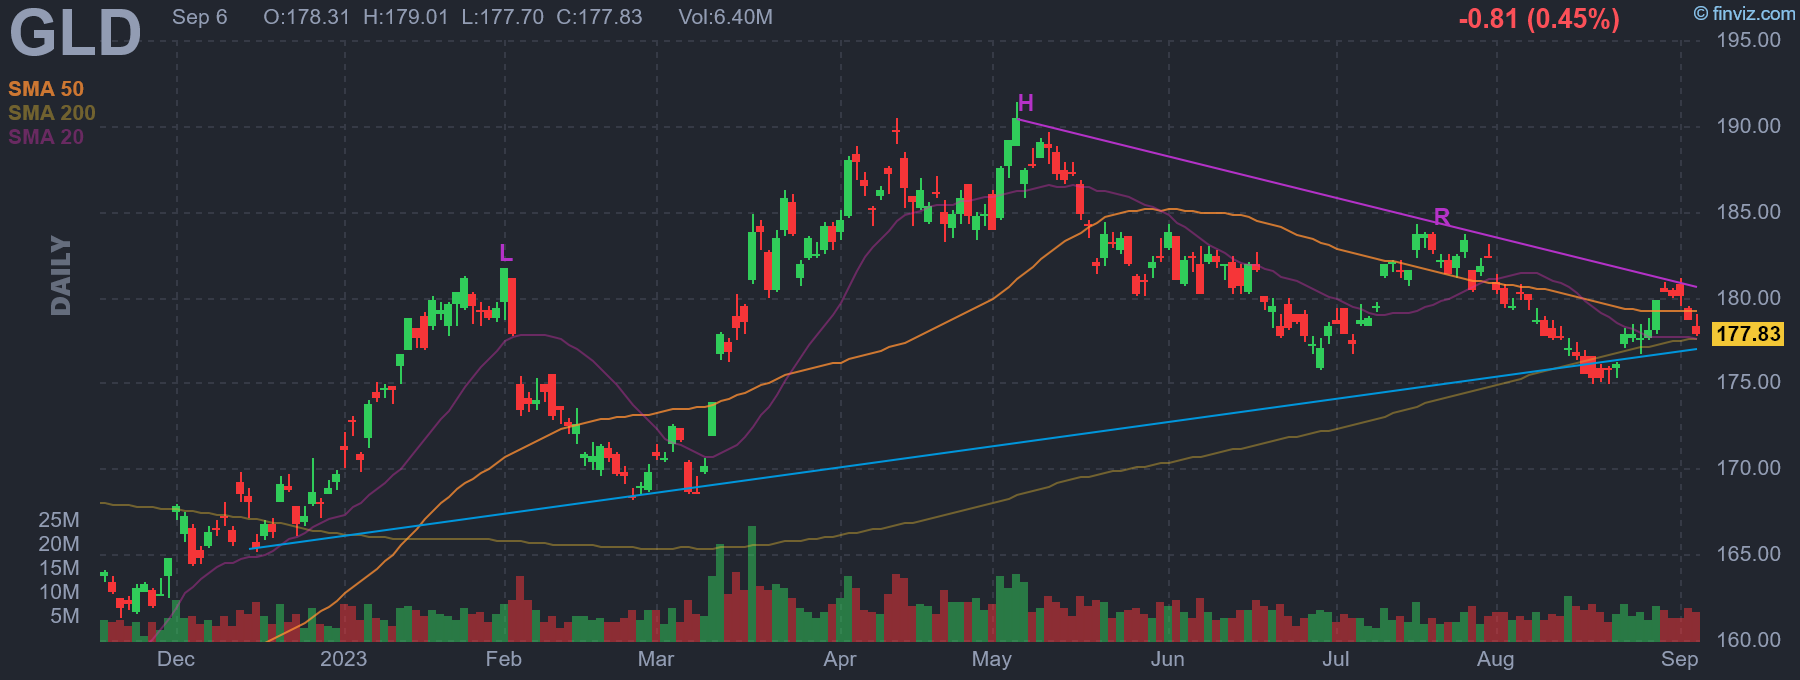 GLD
Sep 6 O:178.31 H:179.01 L:177.70 C:177.83 Vol:6.40M
-0.81 (0.45%)
© finviz.com
SMA 50
SMA 200
SMA 20
DAILY
L
H
R
195.00
190.00
185.00
180.00
177.83
175.00
170.00
165.00
160.00
25M
20M
15M
10M
5M
Dec 2023 Feb Mar Apr May Jun Jul Aug Sep